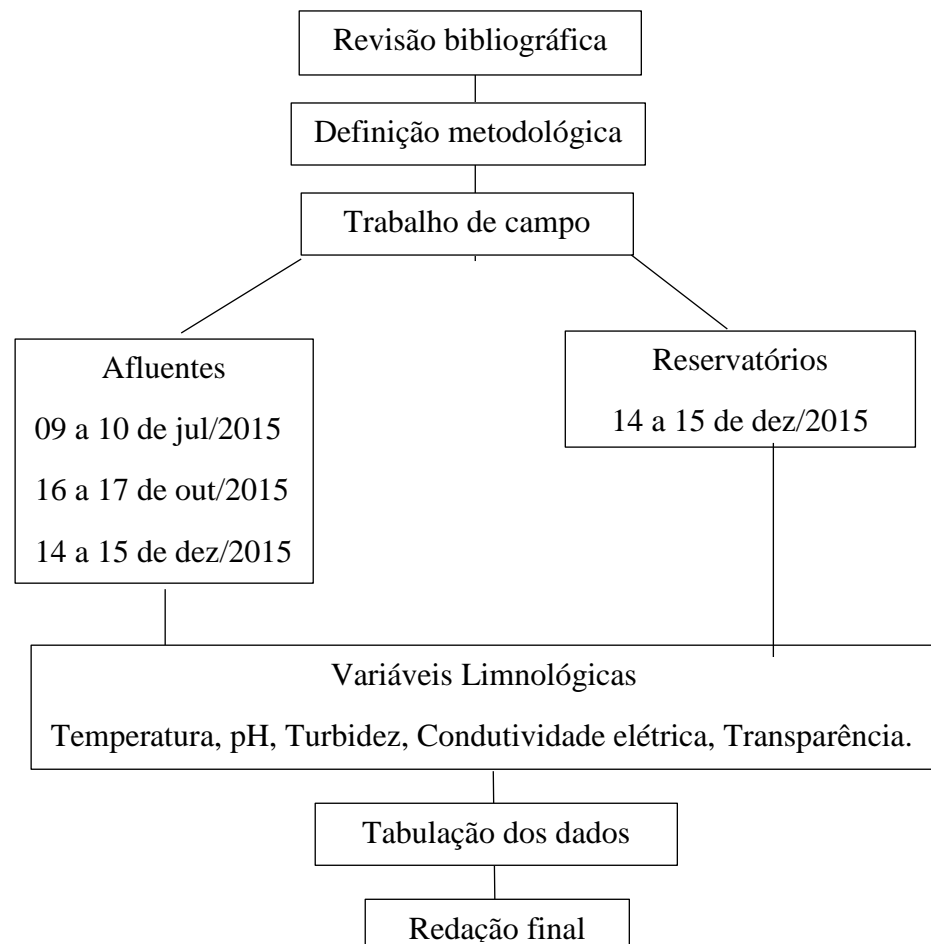 Revisão bibliográfica
Definição metodológica
Trabalho de campo
Afluentes
09 a 10 de jul/2015
16 a 17 de out/2015
14 a 15 de dez/2015
Reservatórios
14 a 15 de dez/2015
Variáveis Limnológicas
Temperatura, pH, Turbidez, Condutividade elétrica, Transparência.
Tabulação dos dados
Redação final